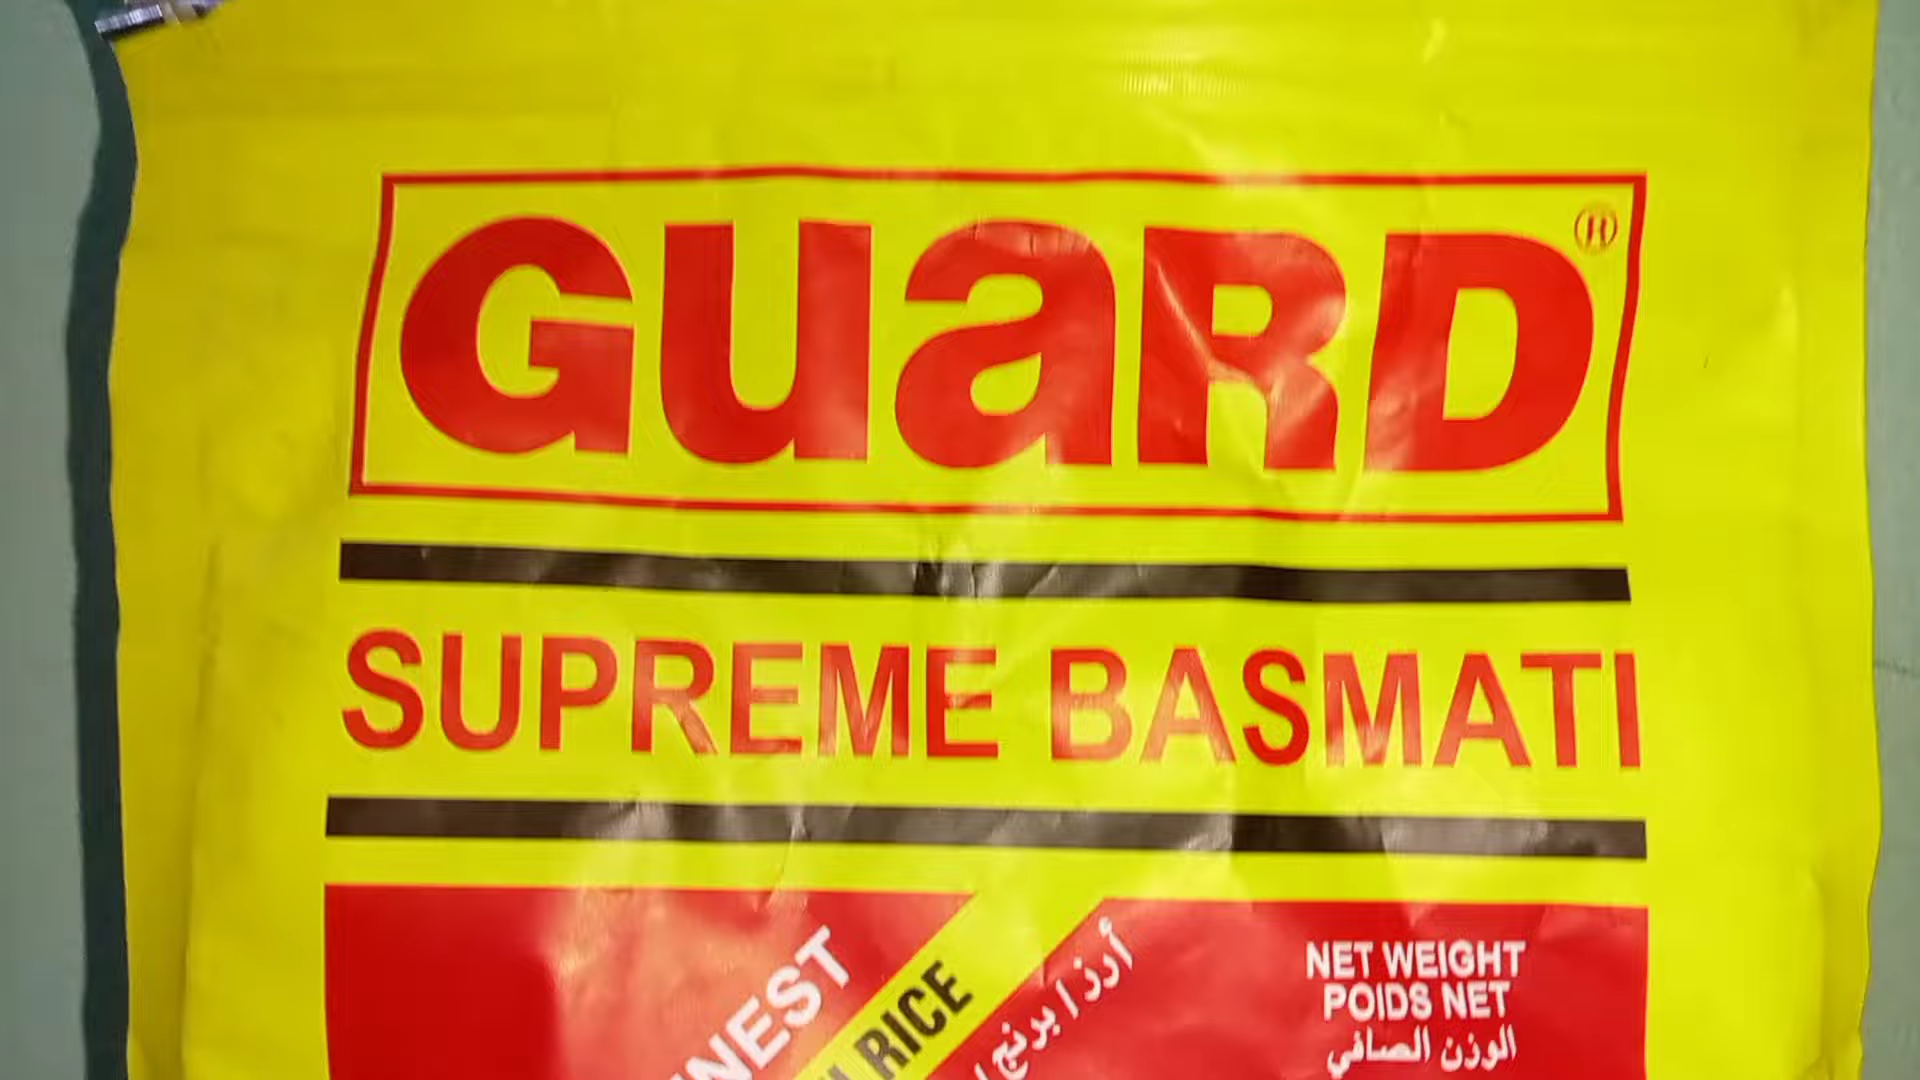 GUaRD®
SUPREME BASMATI
RICE
أرز / برنج /
NET WEIGHT
POIDS NET
الوزن الصافي